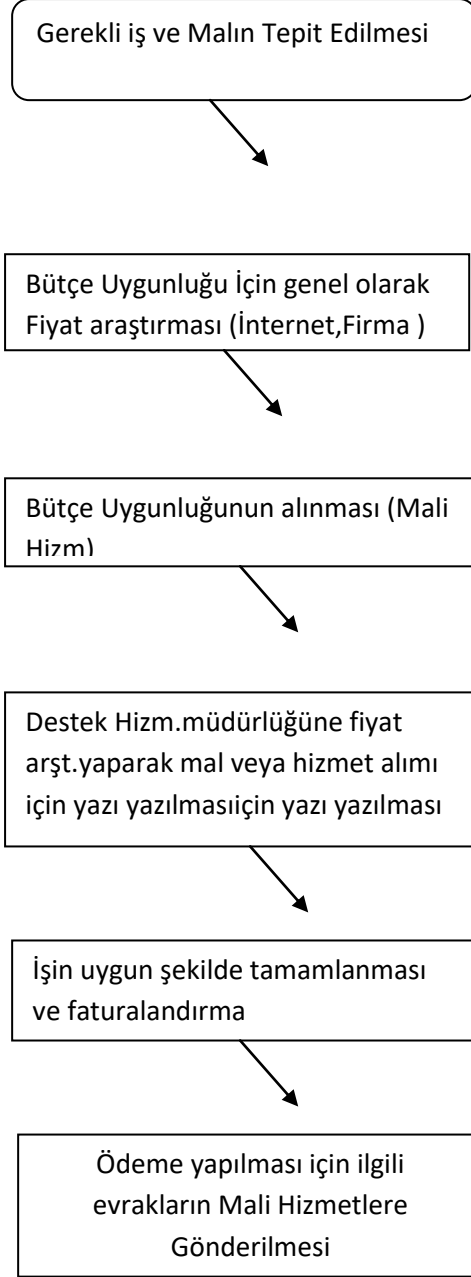 Gerekli iş ve Malın Tepit Edilmesi
Bütçe Uygunluğu İçin genel olarak
Fiyat araştırması (İnternet,Firma )
Bütçe Uygunluğunun alınması (Mali
Hizm)
Destek Hizm.müdürlüğüne fiyat
arşt.yaparak mal veya hizmet alımı
için yazı yazılmasıiçin yazı yazılması
İşin uygun şekilde tamamlanması
ve faturalandırma
Ödeme yapılması için ilgili
evrakların Mali Hizmetlere
Gönderilmesi